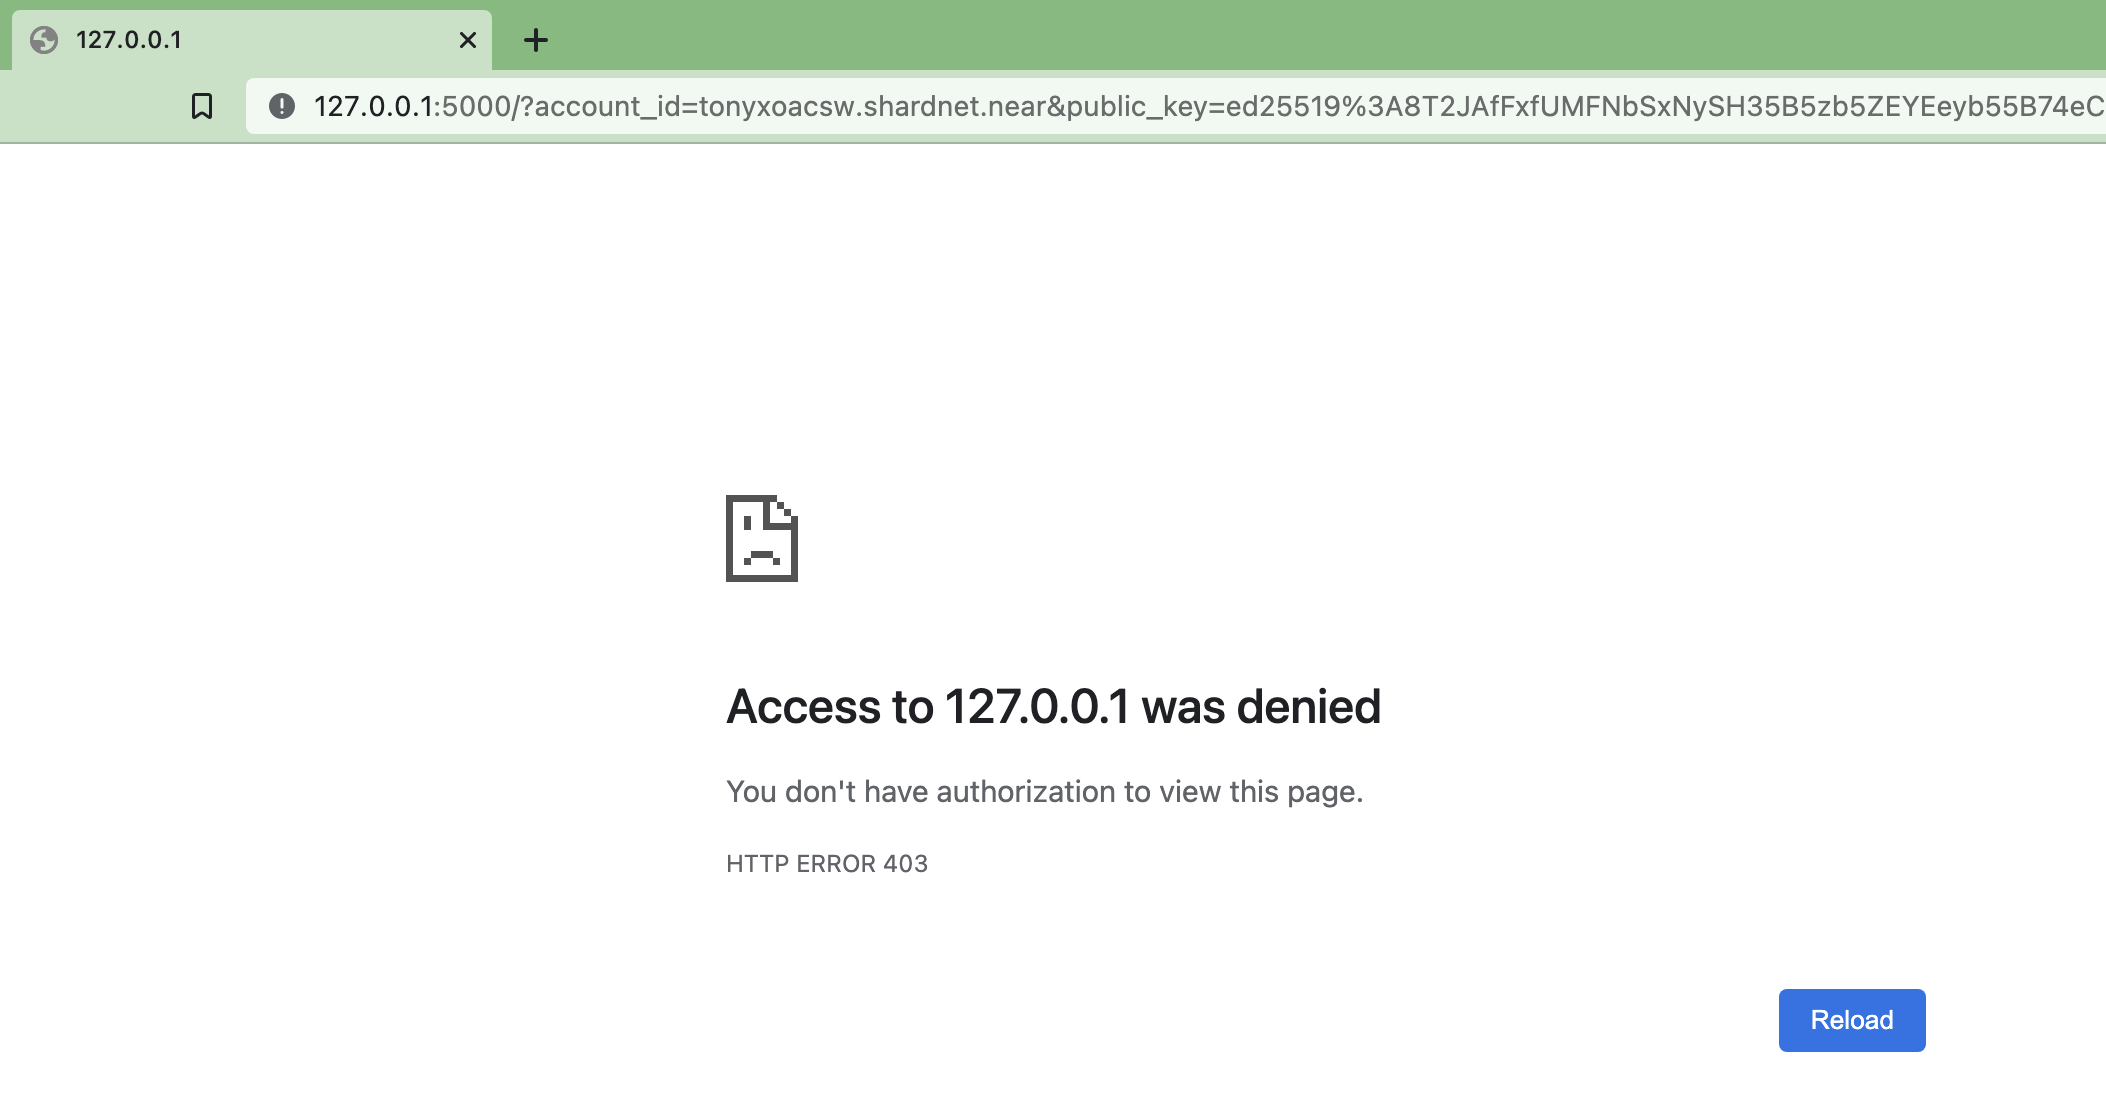 127.0.0.1
127.0.0.1:5000/?account_id=tonyxoacsw.shardnet.near&public_key=ed25519%3A8T2JAfFxfUMFNbSxNySH35B5zb5ZEYEeyb55B74eC
Access to 127.0.0.1 was denied
You don't have authorization to view this page.
HTTP ERROR 403
Reload